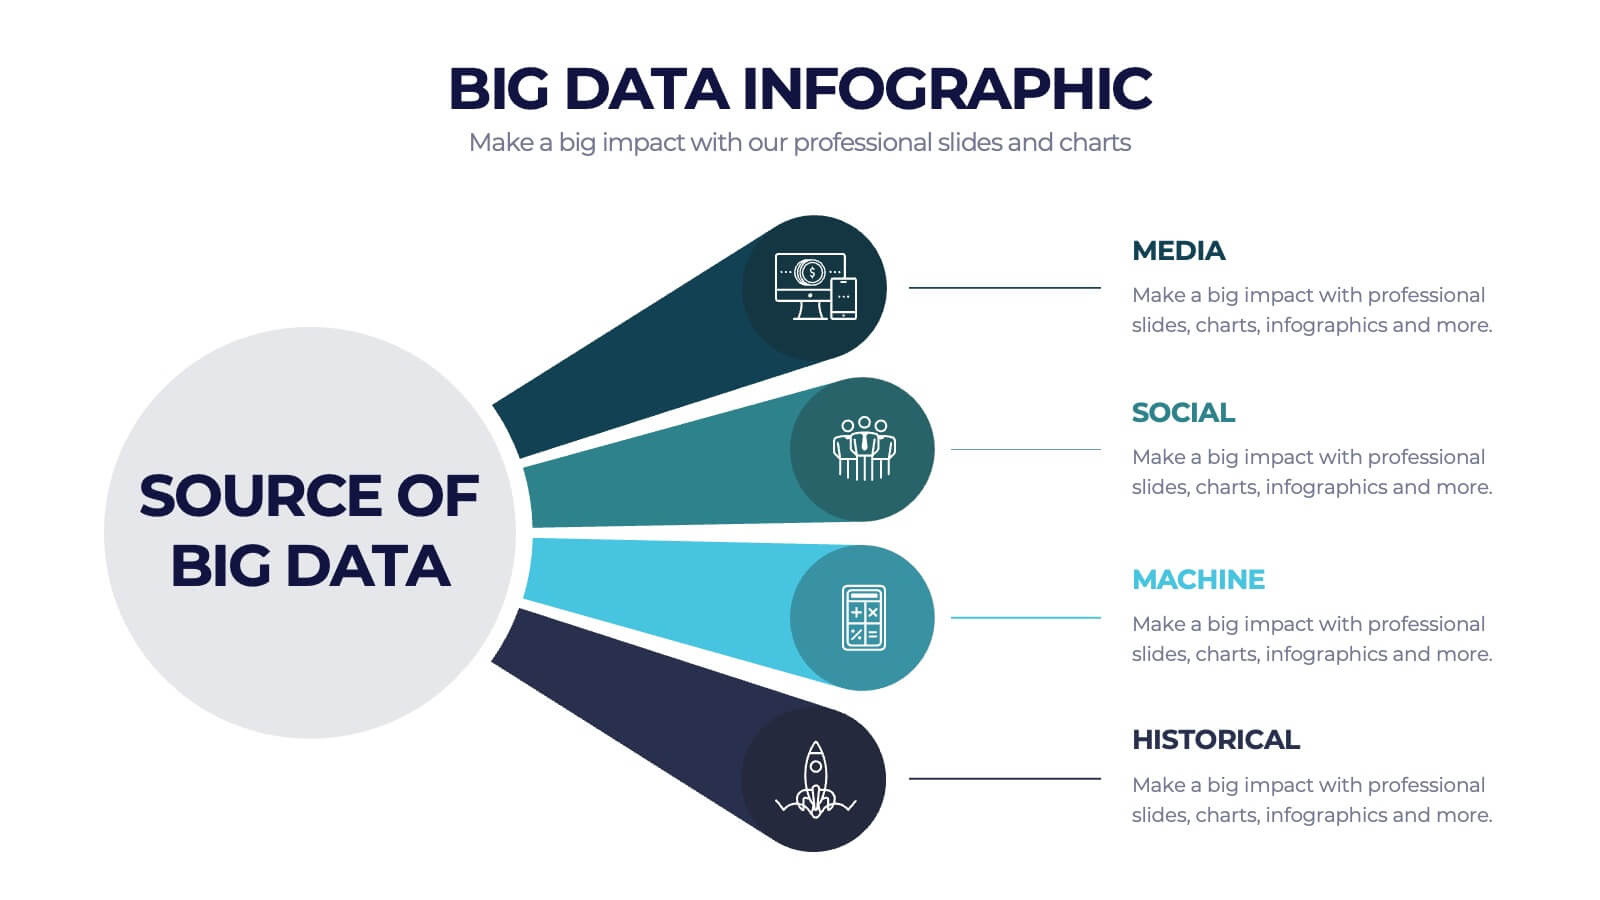 BIG DATA INFOGRAPHIC
Make a big impact with our professional slides and charts
SOURCE OF
BIG DATA
MEDIA
Make a big impact with professional
slides, charts, infographics and more.
SOCIAL
Make a big impact with professional
slides, charts, infographics and more.
MACHINE
Make a big impact with professional
slides, charts, infographics and more.
HISTORICAL
Make a big impact with professional
slides, charts, infographics and more.